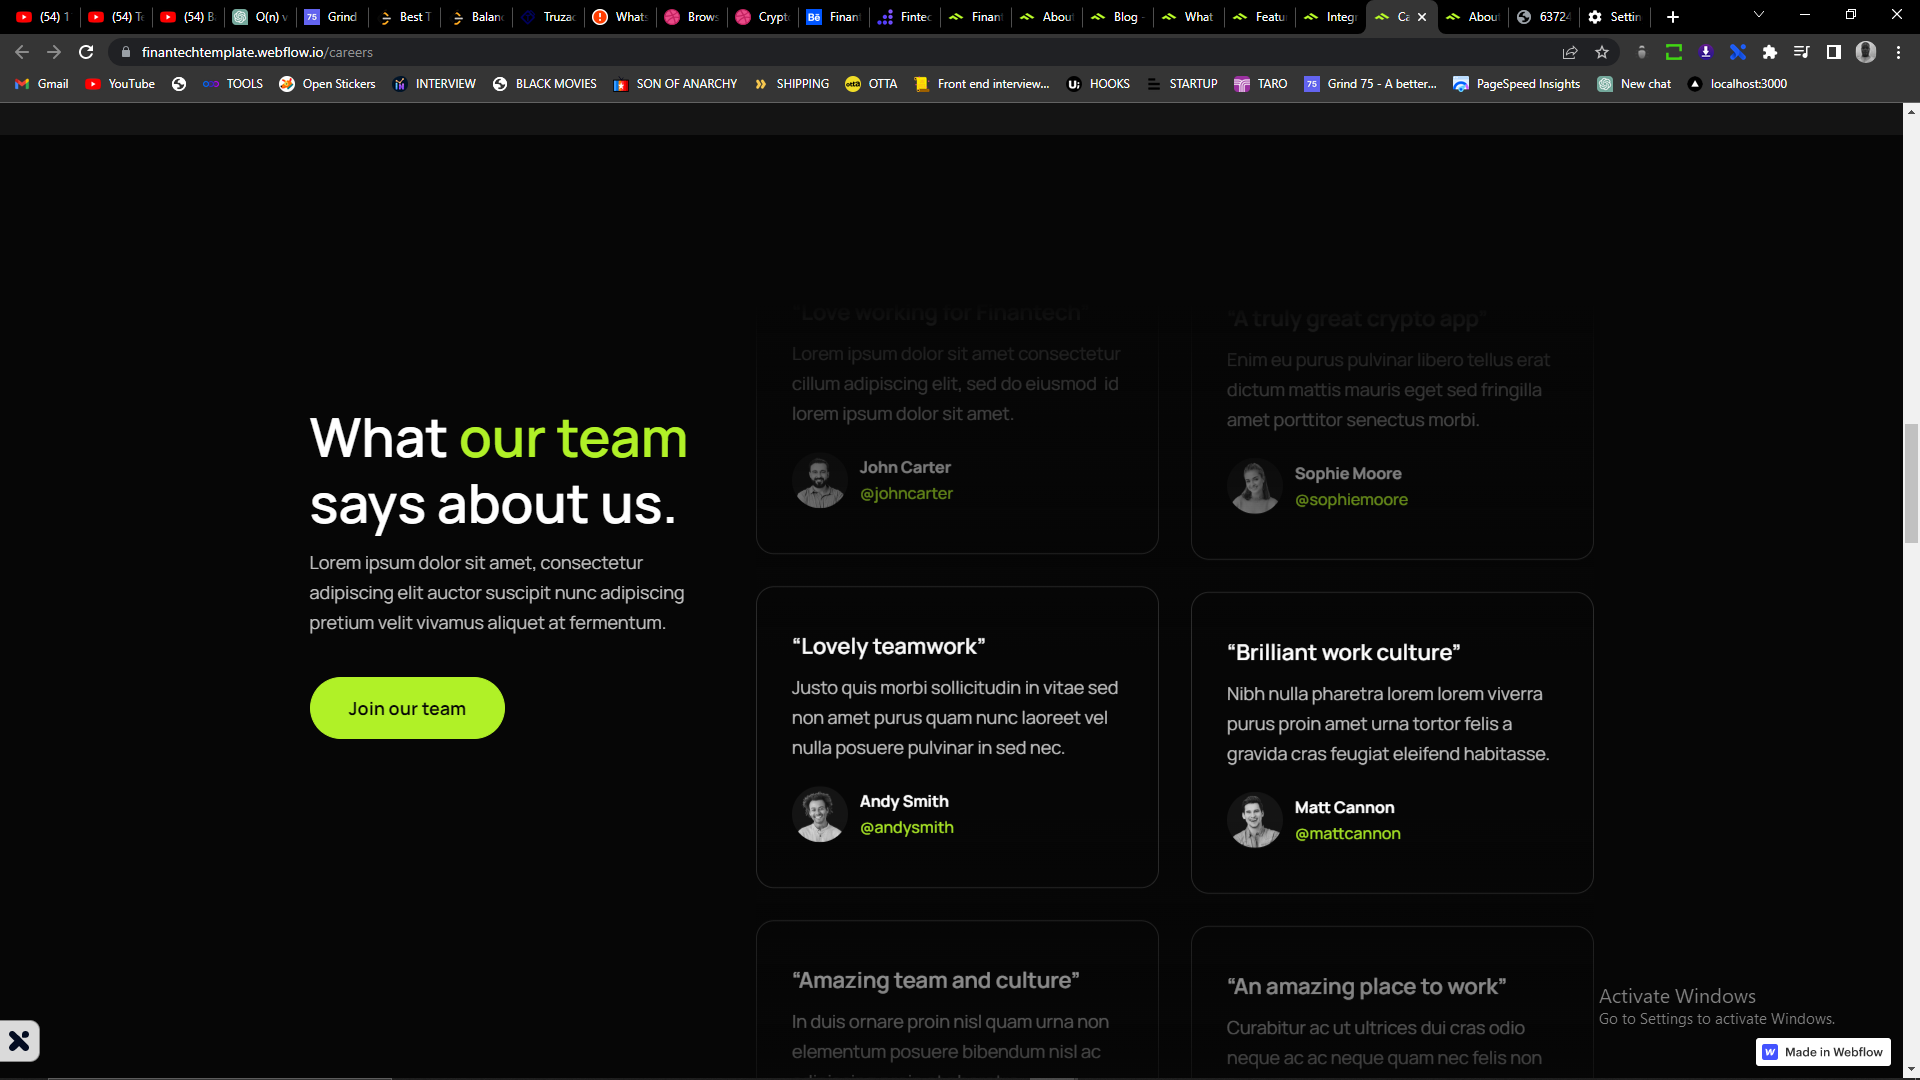 (54) 1
(54) Te
(54) B
O(n) v
Grind
Best T
Balanc
Truzac
Whats
Brows
Crypto
Finant
Fintec
Finant
About
Blog -
What
Featu
Integr
Ca
About
63724
Settin
finantechtemplate.webflow.io/careers
Gmail
YouTube
TOOLS
Open Stickers
INTERVIEW
BLACK MOVIES
SON OF ANARCHY
SHIPPING
OTTA
Front end interview...
HOOKS
STARTUP
TARO
Grind 75 - A better...
PageSpeed Insights
New chat
localhost:3000
What our team
says about us.
Lorem ipsum dolor sit amet, consectetur
adipiscing elit auctor suscipit nunc adipiscing
pretium velit vivamus aliquet at fermentum.
Join our team
“Love working for Finantech”
Lorem ipsum dolor sit amet consectetur
cillum adipiscing elit, sed do eiusmod id
lorem ipsum dolor sit amet.
John Carter
@johncarter
“A truly great crypto app”
Enim eu purus pulvinar libero tellus erat
dictum mattis mauris eget sed fringilla
amet porttitor senectus morbi.
Sophie Moore
@sophiemoore
“Lovely teamwork”
Justo quis morbi sollicitudin in vitae sed
non amet purus quam nunc laoreet vel
nulla posuere pulvinar in sed nec.
Andy Smith
@andysmith
“Brilliant work culture”
Nibh nulla pharetra lorem lorem viverra
purus proin amet urna tortor felis a
gravida cras feugiat eleifend habitasse.
Matt Cannon
@mattcannon
“Amazing team and culture”
In duis ornare proin nisl quam urna non
elementum posuere bibendum nisl ac
“An amazing place to work”
Curabitur ac ut ultrices dui cras odio
neque ac ac neque quam nec felis non
Activate Windows
Go to Settings to activate Windows.
Made in Webflow